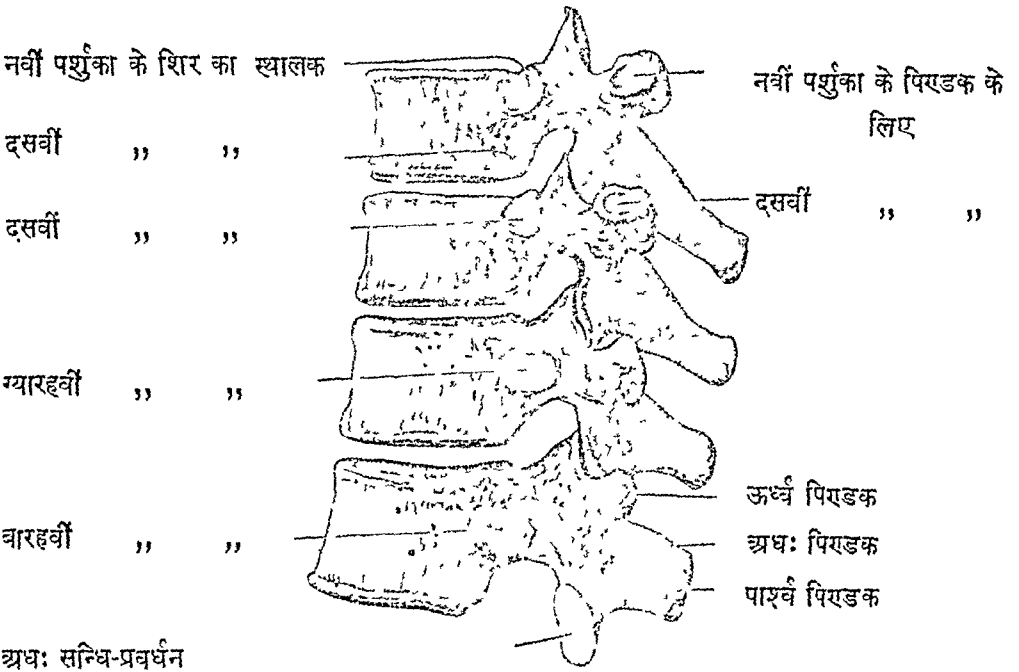 नवीं पर्शुका के शिर का स्थालक
दसवीं ,, ,,
दसवीं ,, ,,
ग्यारहवीं ,, ,,
बारहवीं ,, ,,
अधः सन्धि-प्रवर्धन
नवीं पर्शुका के पिण्डक के
लिए
दसवीं ,, ,,
ऊर्ध्व पिण्डक
अधः पिण्डक
पार्श्व पिण्डक